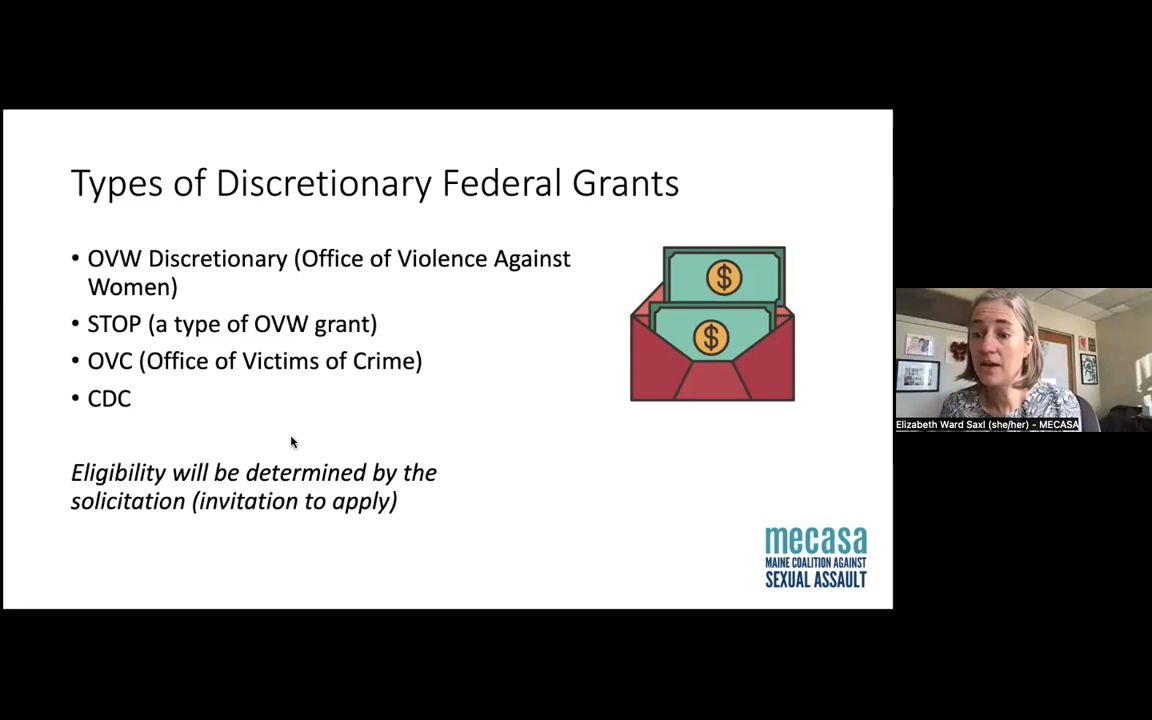 Types of Discretionary Federal Grants
• OVW Discretionary (Office of Violence Against
Women)
• STOP (a type of OVW grant)
• OVC (Office of Victims of Crime)
• CDC
Eligibility will be determined by the
solicitation (invitation to apply)
$
$
mecasa
MAINE COALITION AGAINST
SEXUAL ASSAULT
Elizabeth Ward Saxl (she/her) - MECASA